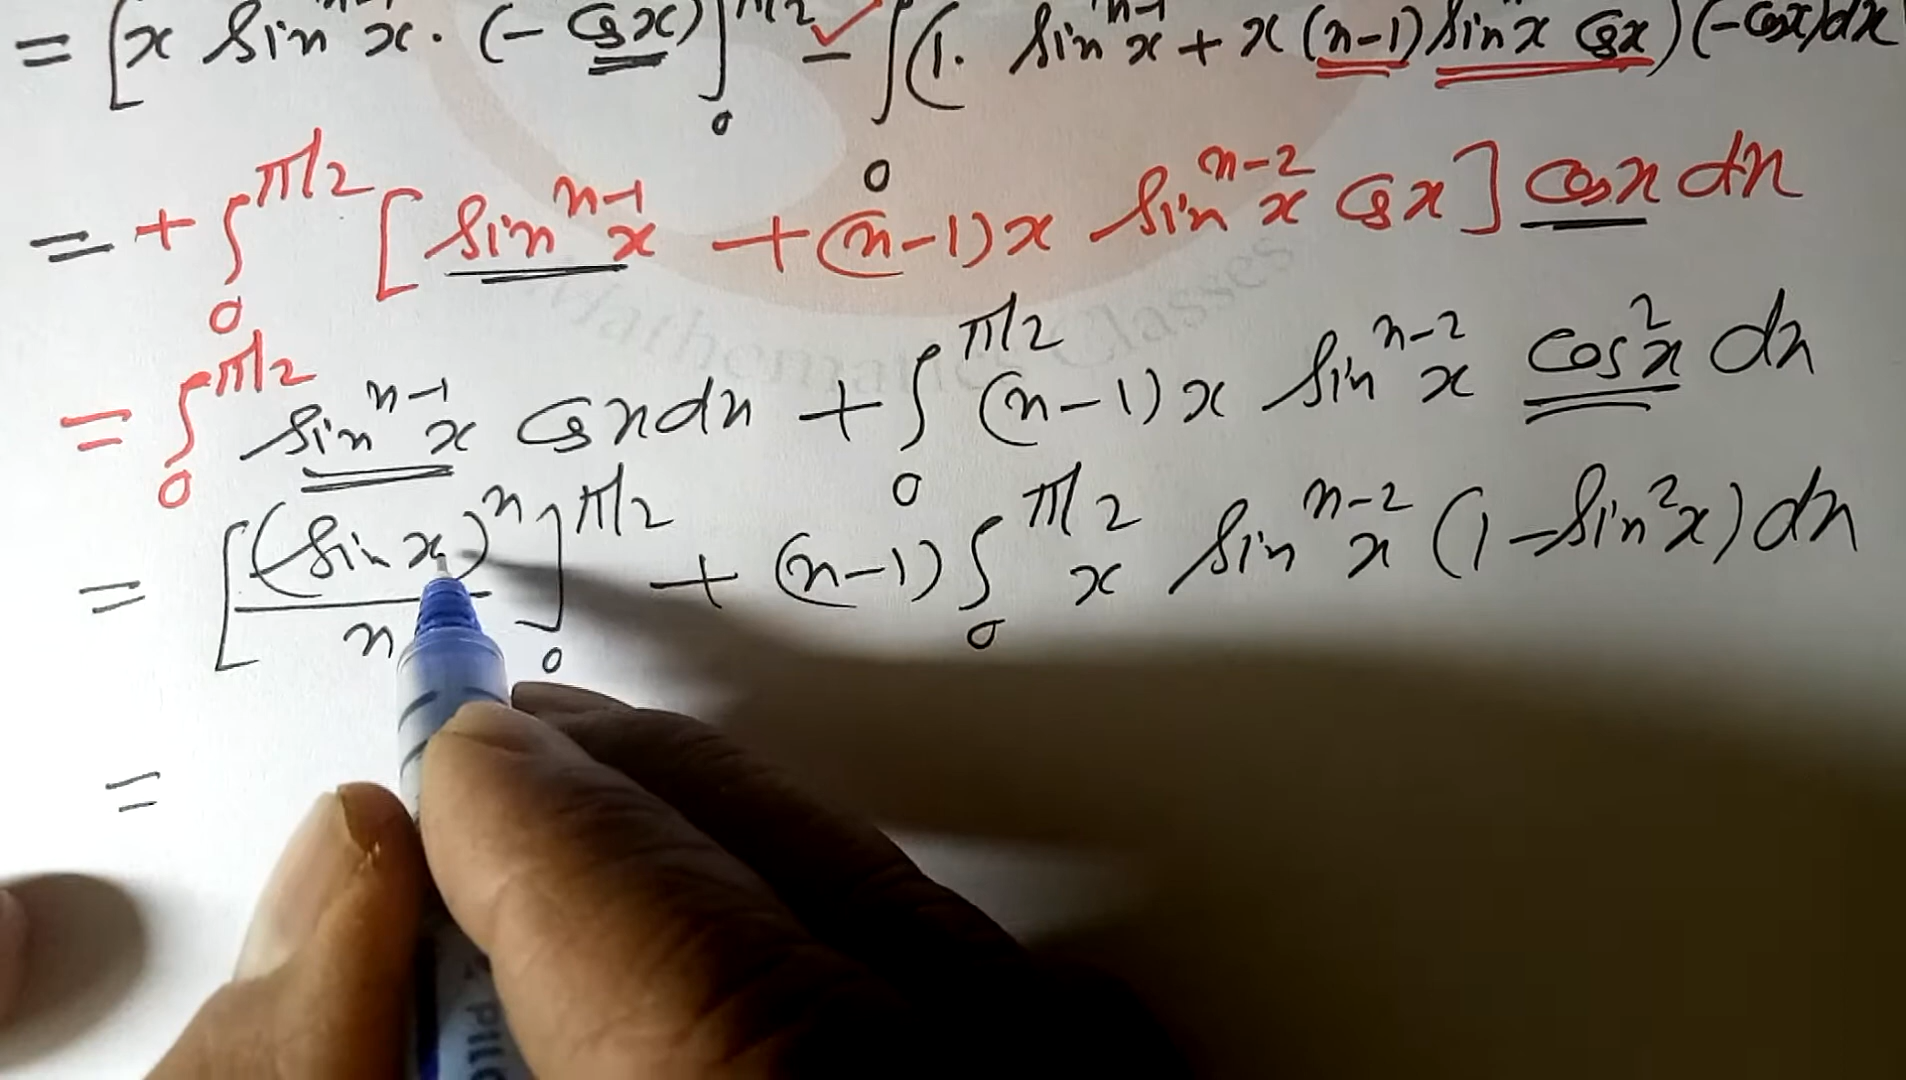 = [x sin^{n-1} x · (- cos x)]_0^{π/2} - ∫_0 (1 · sin^{n-1} x + x (n-1) sin x cos x) (-cos x) dx
= + ∫_0^{π/2} [sin^{n-1} x + (n-1) x sin^{n-2} x cos x] cos x dx
Mathematic Classes
= ∫_0^{π/2} sin^{n-1} x cos x dx + ∫_0^{π/2} (n-1) x sin^{n-2} x cos^2 x dx
= [(sin x)^n / n]_0^{π/2} + (n-1) ∫_0^{π/2} x sin^{n-2} x (1 - sin^2 x) dx
=